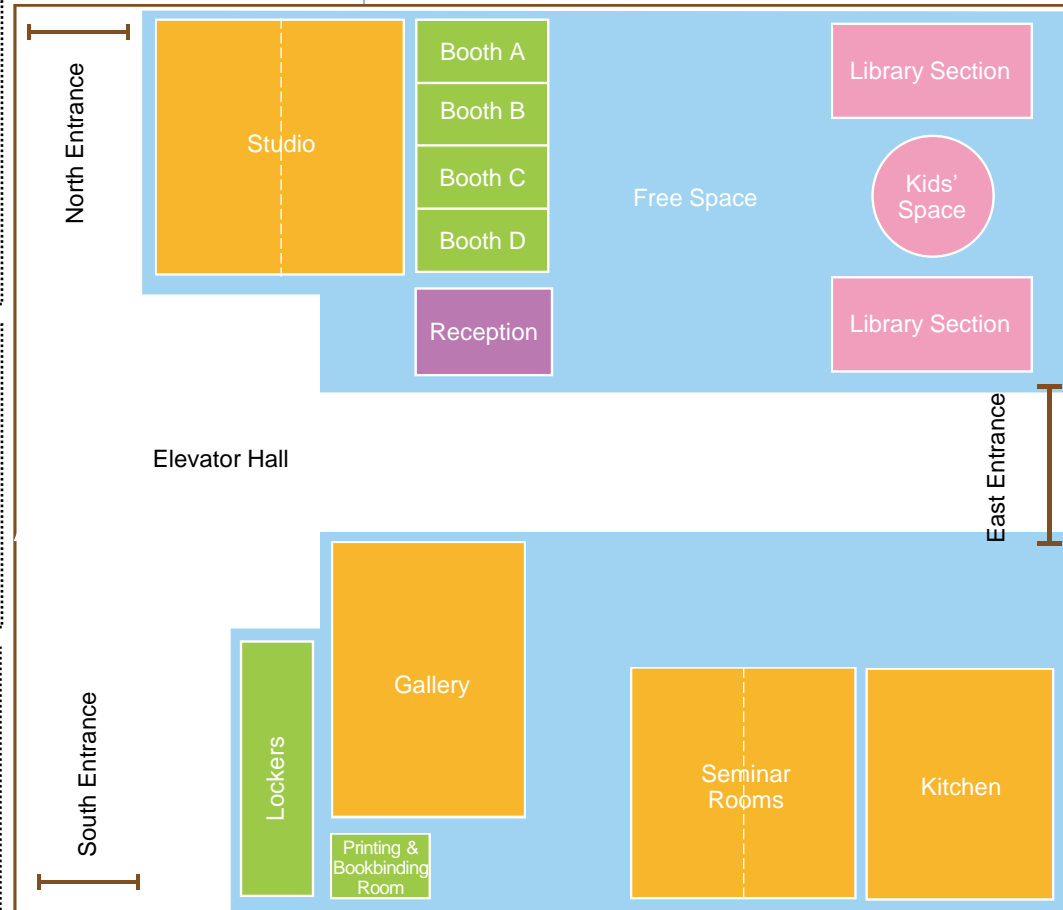 North Entrance
Studio
Booth A
Booth B
Booth C
Booth D
Reception
Free Space
Library Section
Kids’
Space
Library Section
Elevator Hall
East Entrance
South Entrance
Lockers
Gallery
Printing &
Bookbinding
Room
Seminar
Rooms
Kitchen